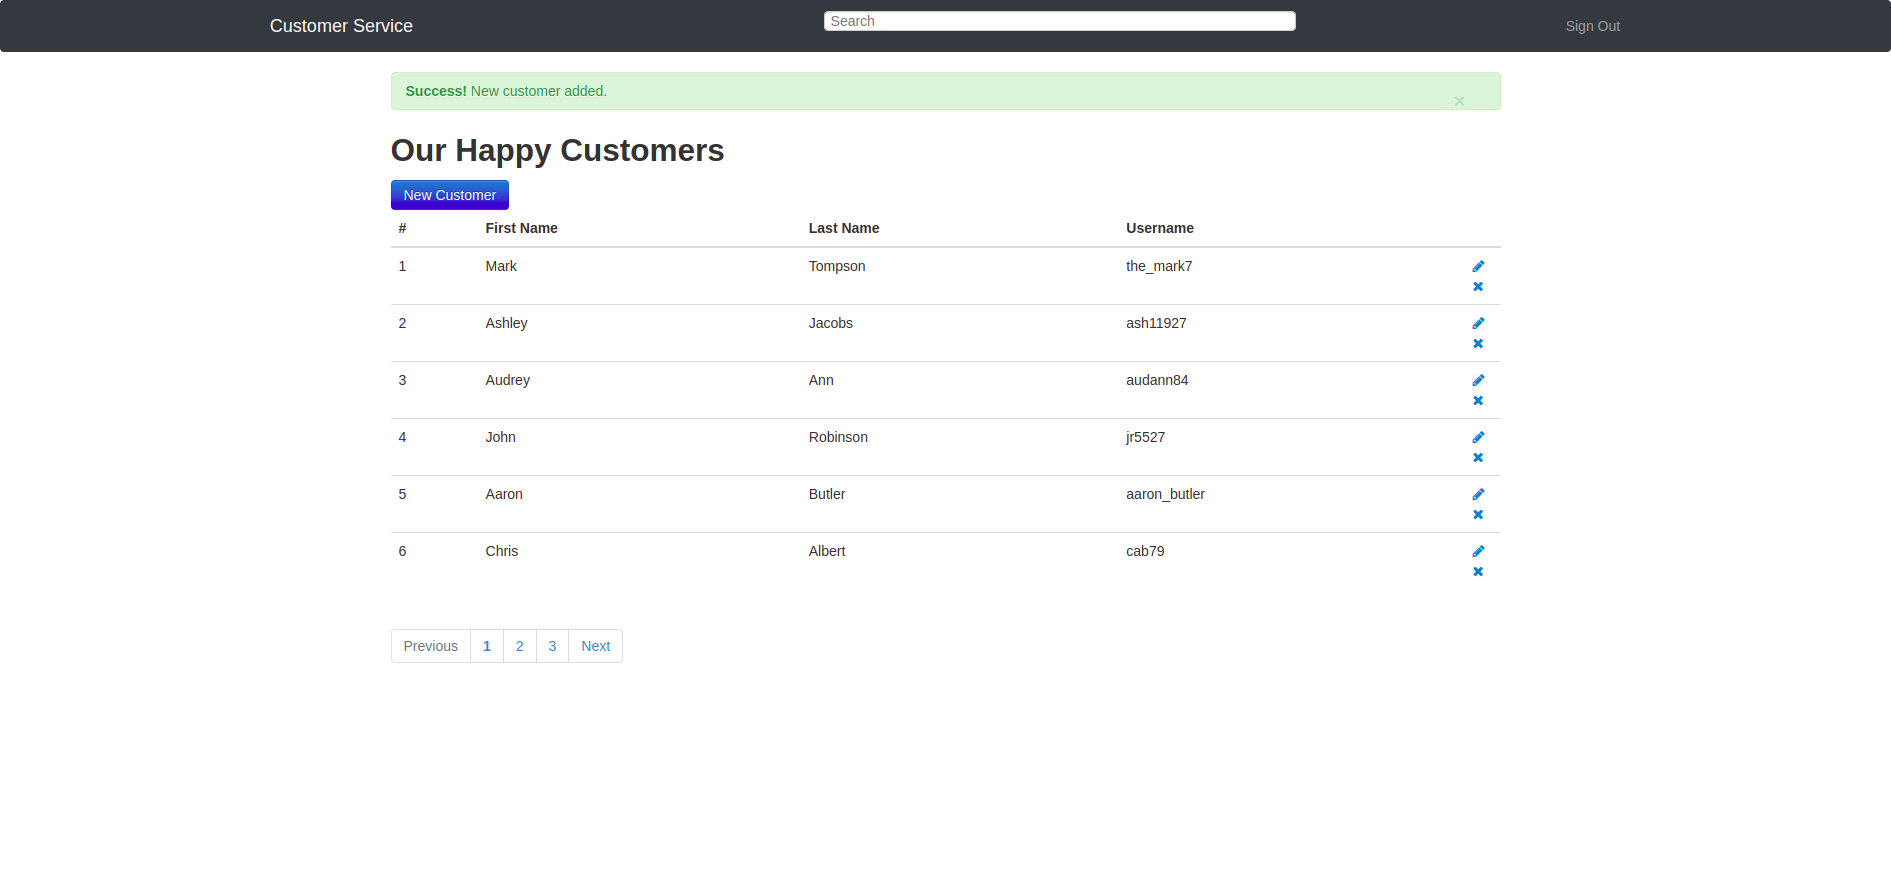 Customer Service Search Sign Out
Success! New customer added. ×
Our Happy Customers
New Customer
# First Name Last Name Username
1 Mark Tompson the_mark7
2 Ashley Jacobs ash11927
3 Audrey Ann audann84
4 John Robinson jr5527
5 Aaron Butler aaron_butler
6 Chris Albert cab79
Previous 1 2 3 Next